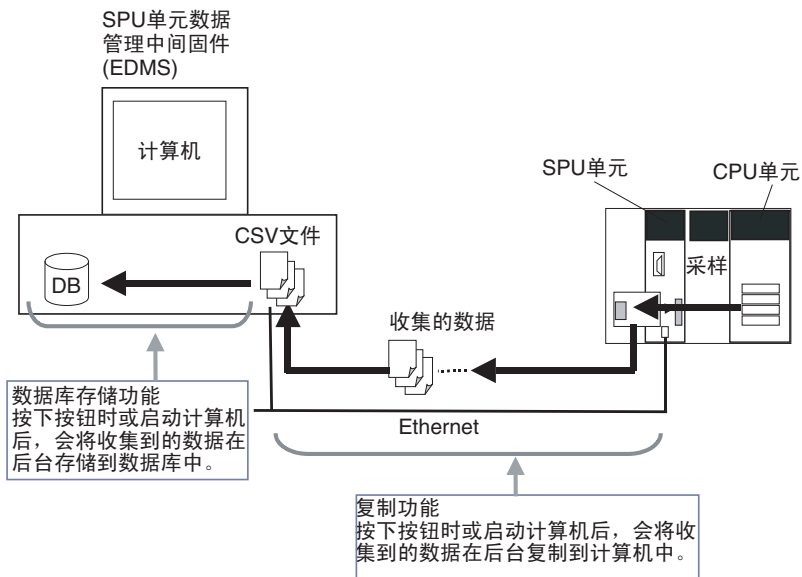 SPU单元数据
管理中间固件
(EDMS)
计算机
SPU单元
CPU单元
CSV文件
采样
DB
收集的数据
数据库存储功能
按下按钮时或启动计算机
后，会将收集到的数据在
后台存储到数据库中。
Ethernet
复制功能
按下按钮时或启动计算机后，会将收
集到的数据在后台复制到计算机中。